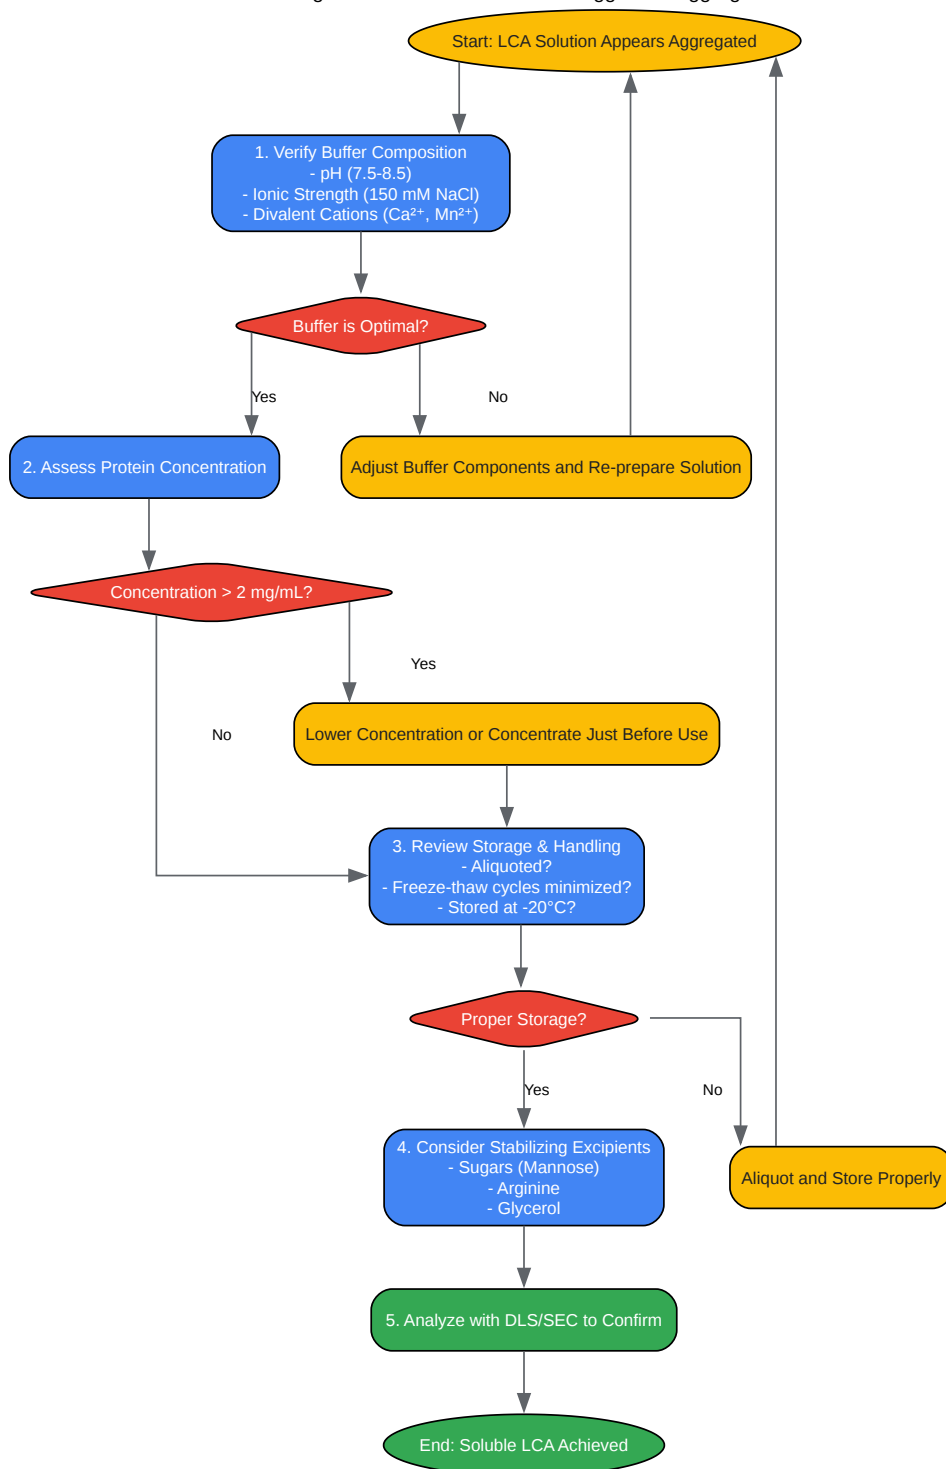 Start: LCA Solution Appears Aggregated
1. Verify Buffer Composition
- pH (7.5-8.5)
- Ionic Strength (150 mM NaCl)
- Divalent Cations (Ca²⁺, Mn²⁺)
Buffer is Optimal?
Yes
No
2. Assess Protein Concentration
Adjust Buffer Components and Re-prepare Solution
Concentration > 2 mg/mL?
Yes
No
Lower Concentration or Concentrate Just Before Use
3. Review Storage & Handling
- Aliquoted?
- Freeze-thaw cycles minimized?
- Stored at -20°C?
Proper Storage?
Yes
No
4. Consider Stabilizing Excipients
- Sugars (Mannose)
- Arginine
- Glycerol
Aliquot and Store Properly
5. Analyze with DLS/SEC to Confirm
End: Soluble LCA Achieved